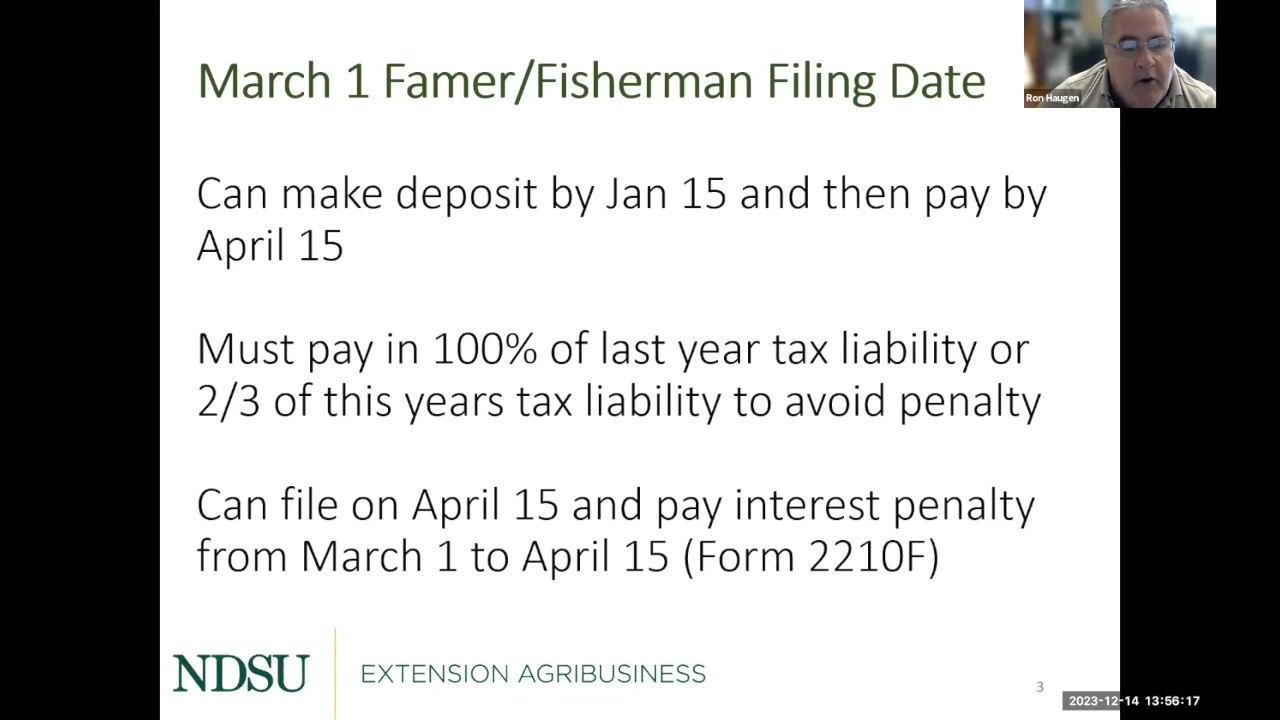 March 1 Famer/Fisherman Filing Date
Ron Haugen
Can make deposit by Jan 15 and then pay by
April 15
Must pay in 100% of last year tax liability or
2/3 of this years tax liability to avoid penalty
Can file on April 15 and pay interest penalty
from March 1 to April 15 (Form 2210F)
NDSU
EXTENSION AGRIBUSINESS
3
2023-12-14 13:56:17